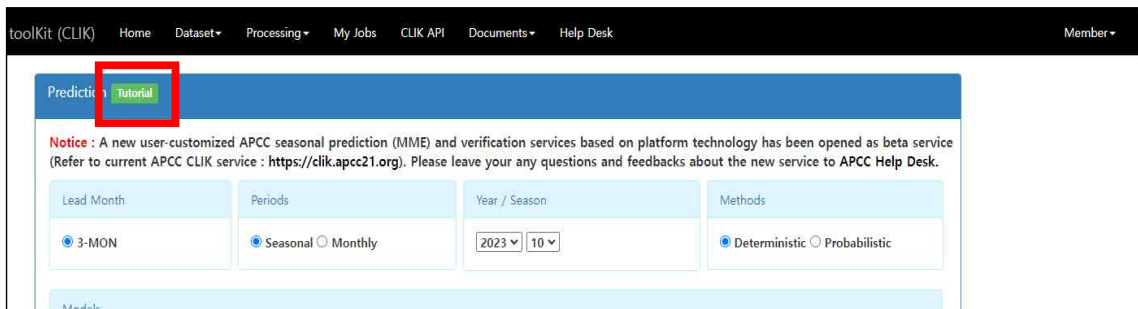 toolKit (CLIK) Home Dataset Processing My Jobs CLIK API Documents Help Desk Member
Prediction Tutorial
Notice : A new user-customized APCC seasonal prediction (MME) and verification services based on platform technology has been opened as beta service
(Refer to current APCC CLIK service : https://clik.apcc21.org). Please leave your any questions and feedbacks about the new service to APCC Help Desk.
Lead Month Periods Year / Season Methods
3-MON Seasonal Monthly 2023 10 Deterministic Probabilistic
Models